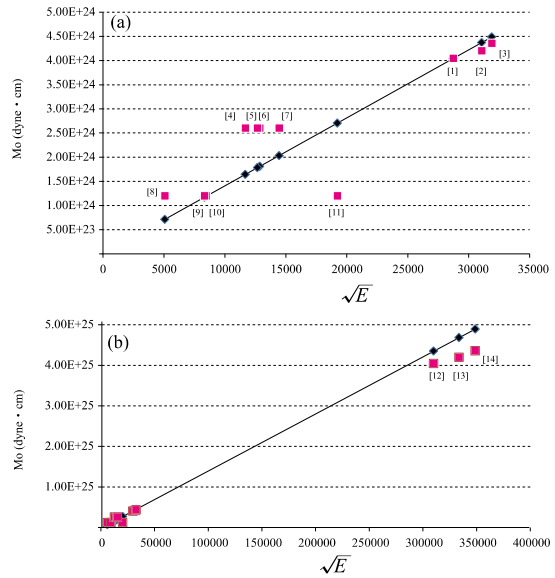 (a)
5.00E+24
4.50E+24
4.00E+24
3.50E+24
3.00E+24
2.50E+24
2.00E+24
1.50E+24
1.00E+24
5.00E+23
Mo (dyne・cm)
[1] [2] [3]
[4] [5] [6] [7]
[8]
[9] [10] [11]
0 5000 10000 15000 20000 25000 30000 35000
√E
(b)
5.00E+25
4.00E+25
3.00E+25
2.00E+25
1.00E+25
Mo (dyne・cm)
[12] [13] [14]
0 50000 100000 150000 200000 250000 300000 350000 400000
√E